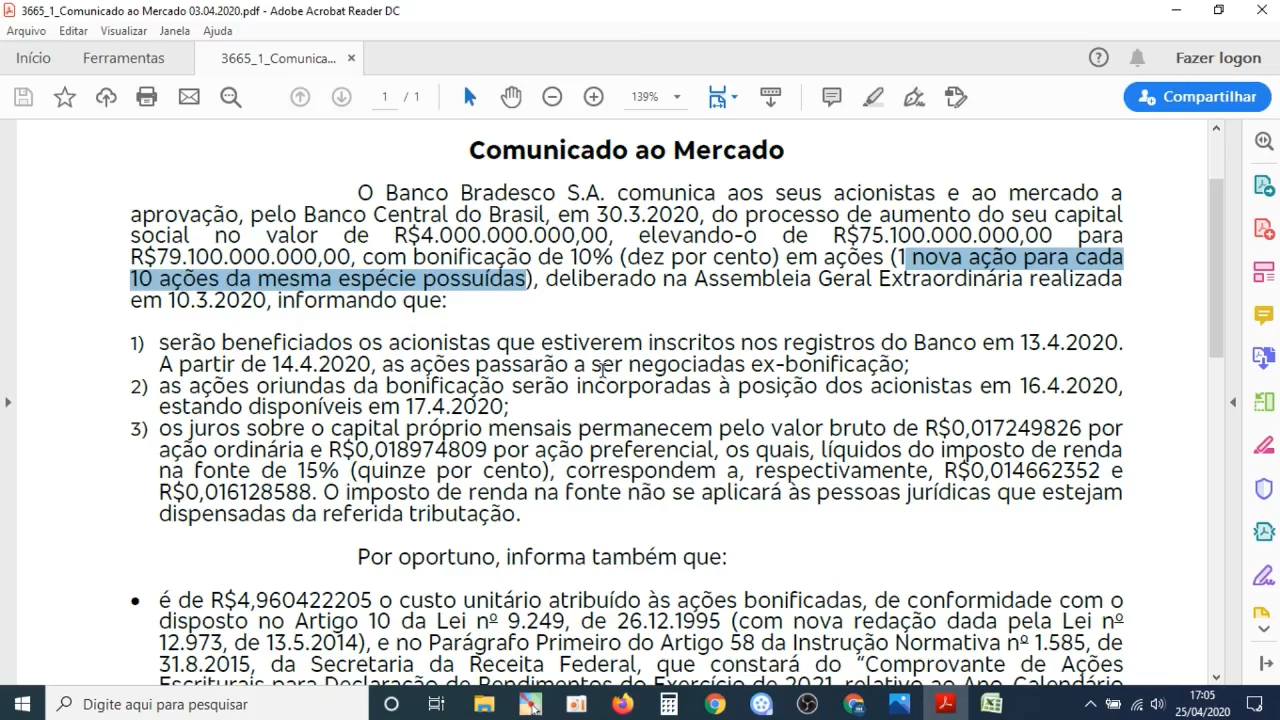 3665_1_Comunicado ao Mercado 03.04.2020.pdf - Adobe Acrobat Reader DC
Arquivo Editar Visualizar Janela Ajuda
Início Ferramentas 3665_1_Comunica... × Fazer logon
1 / 1 139% Compartilhar
Comunicado ao Mercado
O Banco Bradesco S.A. comunica aos seus acionistas e ao mercado a
aprovação, pelo Banco Central do Brasil, em 30.3.2020, do processo de aumento do seu capital
social no valor de R$4.000.000.000,00, elevando-o de R$75.100.000.000,00 para
R$79.100.000.000,00, com bonificação de 10% (dez por cento) em ações (1 nova ação para cada
10 ações da mesma espécie possuídas), deliberado na Assembleia Geral Extraordinária realizada
em 10.3.2020, informando que:
1) serão beneficiados os acionistas que estiverem inscritos nos registros do Banco em 13.4.2020.
A partir de 14.4.2020, as ações passarão a ser negociadas ex-bonificação;
2) as ações oriundas da bonificação serão incorporadas à posição dos acionistas em 16.4.2020,
estando disponíveis em 17.4.2020;
3) os juros sobre o capital próprio mensais permanecem pelo valor bruto de R$0,017249826 por
ação ordinária e R$0,018974809 por ação preferencial, os quais, líquidos do imposto de renda
na fonte de 15% (quinze por cento), correspondem a, respectivamente, R$0,014662352 e
R$0,016128588. O imposto de renda na fonte não se aplicará às pessoas jurídicas que estejam
dispensadas da referida tributação.
Por oportuno, informa também que:
• é de R$4,960422205 o custo unitário atribuído às ações bonificadas, de conformidade com o
disposto no Artigo 10 da Lei nº 9.249, de 26.12.1995 (com nova redação dada pela Lei nº
12.973, de 13.5.2014), e no Parágrafo Primeiro do Artigo 58 da Instrução Normativa nº 1.585, de
31.8.2015, da Secretaria da Receita Federal, que constará do “Comprovante de Ações
Escriturais para Declaração de Rendimentos do Exercício de 2021, relativo ao Ano-Calendário
Digite aqui para pesquisar
17:05
25/04/2020